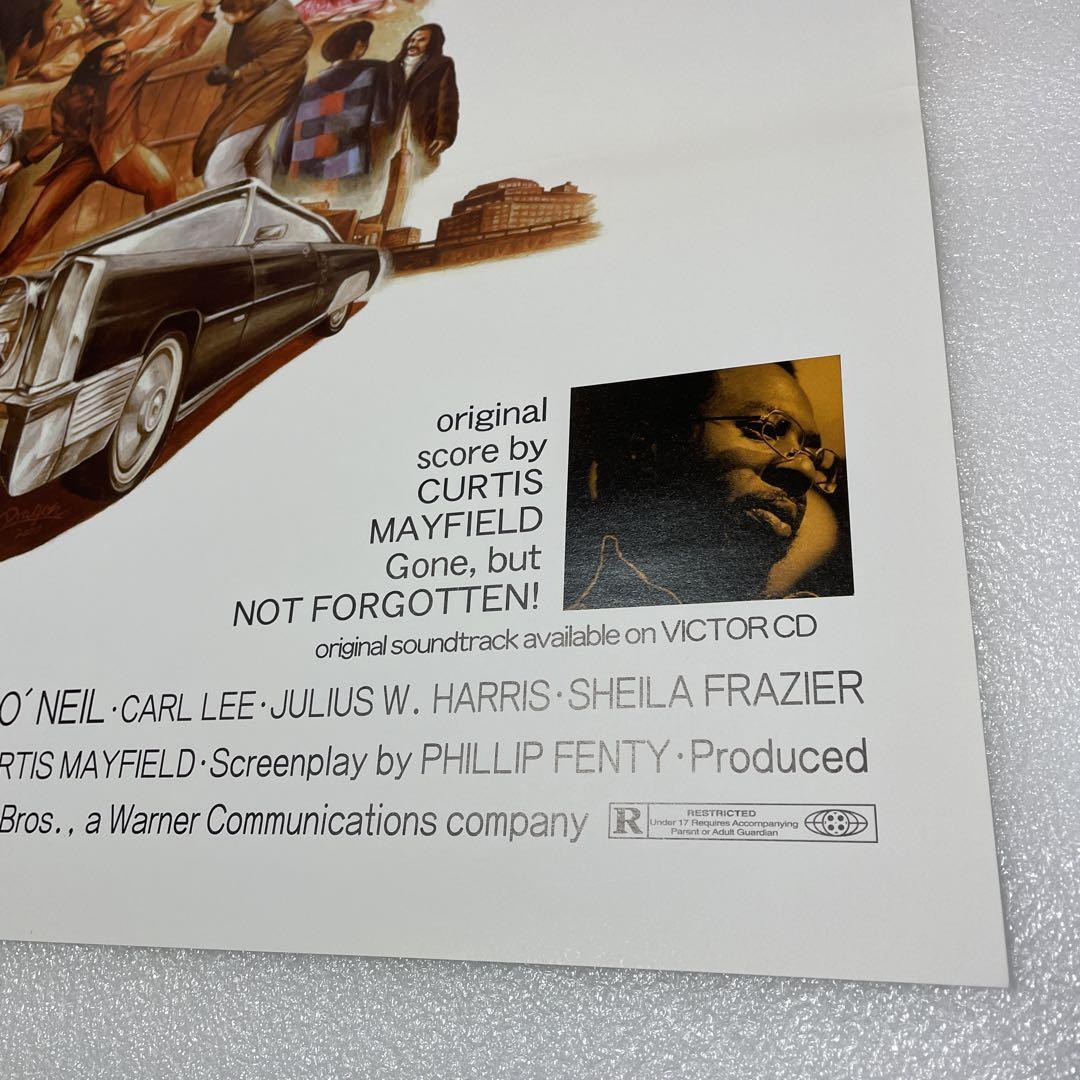 original
score by
CURTIS
MAYFIELD
Gone, but
NOT FORGOTTEN!
original soundtrack available on VICTOR CD
O´NEIL·CARL LEE·JULIUS W. HARRIS·SHEILA FRAZIER
RTIS MAYFIELD·Screenplay by PHILLIP FENTY·Produced
Bros., a Warner Communications company
R
RESTRICTED
Under 17 Requires Accompanying
Parent or Adult Guardian